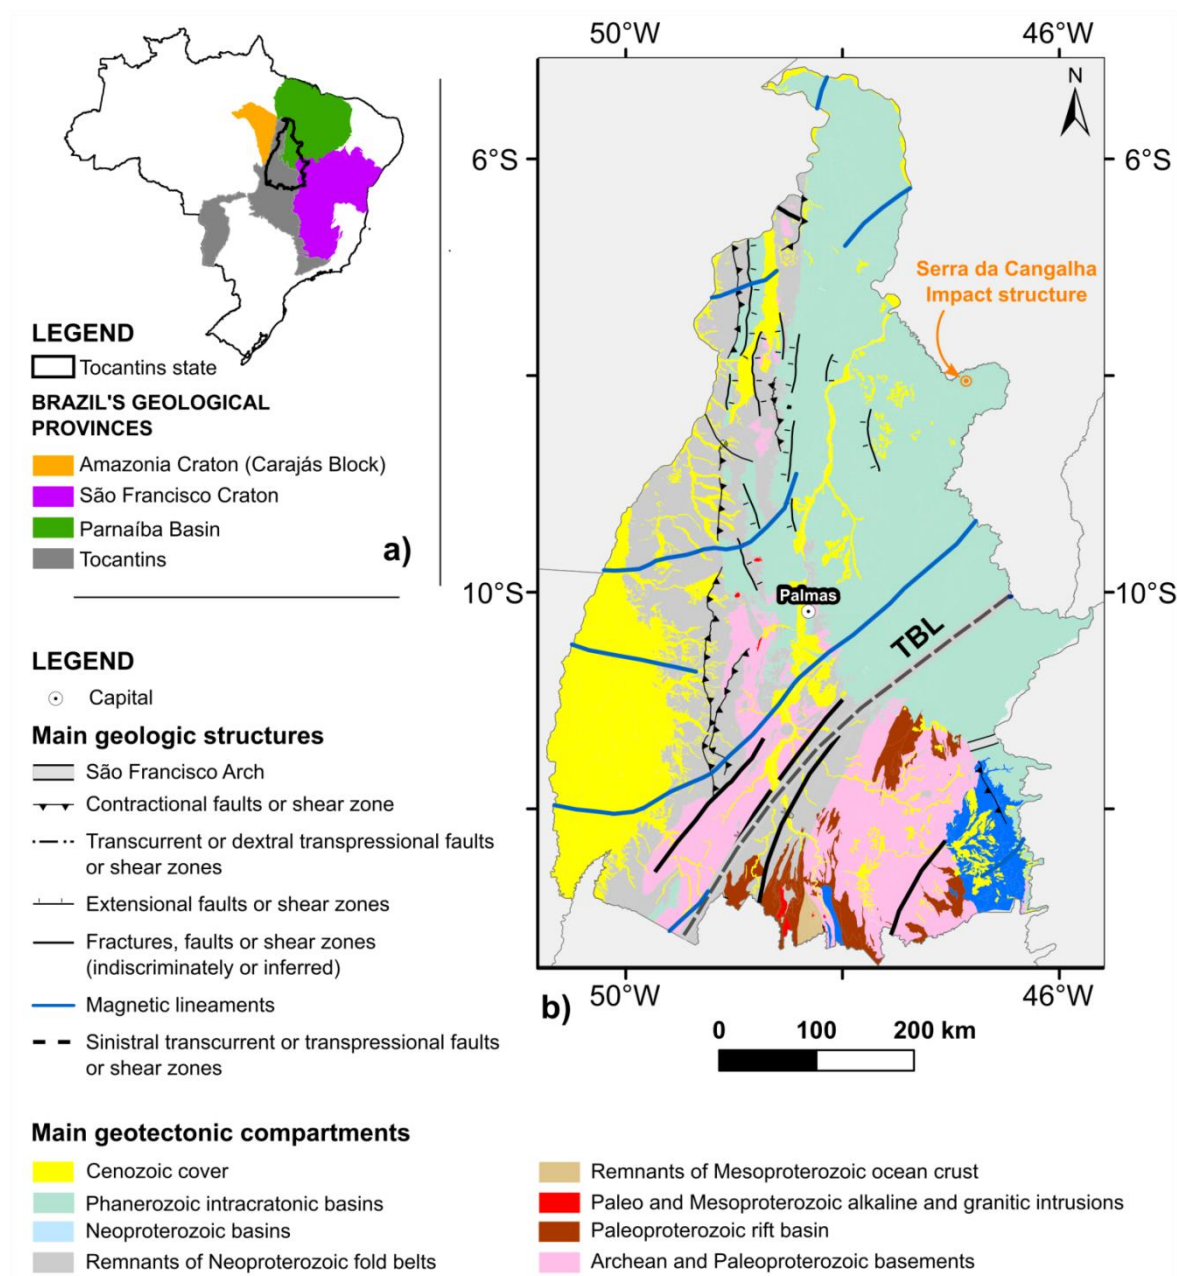 50°W 46°W
N
6°S 6°S
Serra da Cangalha
Impact structure
LEGEND
Tocantins state
BRAZIL'S GEOLOGICAL
PROVINCES
Amazonia Craton (Carajás Block)
São Francisco Craton
Parnaíba Basin
Tocantins
a)
10°S 10°S
Palmas
TBL
LEGEND
Capital
Main geologic structures
São Francisco Arch
Contractional faults or shear zone
Transcurrent or dextral transpressional faults
or shear zones
Extensional faults or shear zones
Fractures, faults or shear zones
(indiscriminately or inferred)
Magnetic lineaments
Sinistral transcurrent or transpressional faults
or shear zones
b)
50°W 46°W
0 100 200 km
Main geotectonic compartments
Cenozoic cover
Phanerozoic intracratonic basins
Neoproterozoic basins
Remnants of Neoproterozoic fold belts
Remnants of Mesoproterozoic ocean crust
Paleo and Mesoproterozoic alkaline and granitic intrusions
Paleoproterozoic rift basin
Archean and Paleoproterozoic basements